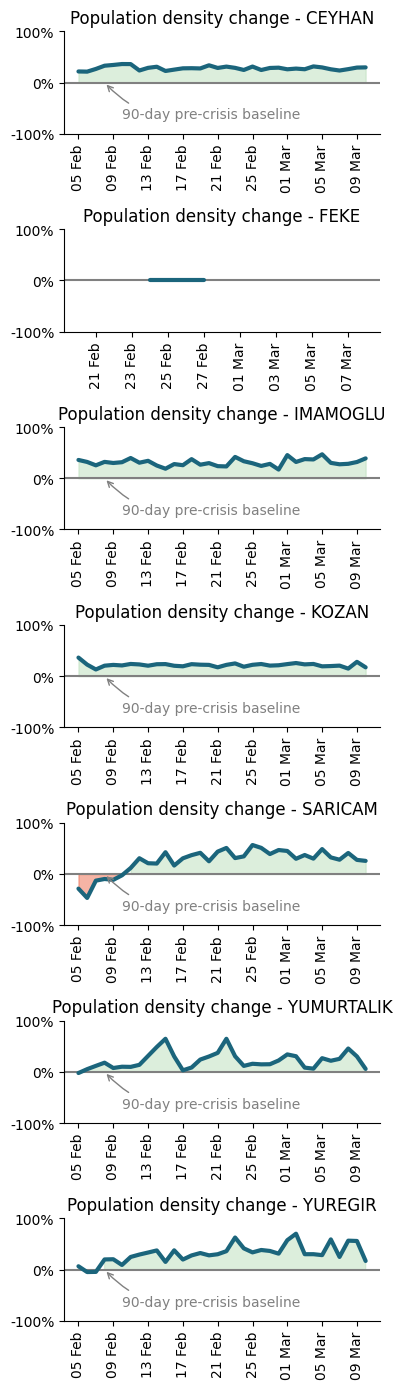 Population density change - CEYHAN
100%
0%
-100%
90-day pre-crisis baseline
05 Feb
09 Feb
13 Feb
17 Feb
21 Feb
25 Feb
01 Mar
05 Mar
09 Mar
Population density change - FEKE
100%
0%
-100%
21 Feb
23 Feb
25 Feb
27 Feb
01 Mar
03 Mar
05 Mar
07 Mar
Population density change - IMAMOGLU
100%
0%
-100%
90-day pre-crisis baseline
05 Feb
09 Feb
13 Feb
17 Feb
21 Feb
25 Feb
01 Mar
05 Mar
09 Mar
Population density change - KOZAN
100%
0%
-100%
90-day pre-crisis baseline
05 Feb
09 Feb
13 Feb
17 Feb
21 Feb
25 Feb
01 Mar
05 Mar
09 Mar
Population density change - SARICAM
100%
0%
-100%
90-day pre-crisis baseline
05 Feb
09 Feb
13 Feb
17 Feb
21 Feb
25 Feb
01 Mar
05 Mar
09 Mar
Population density change - YUMURTALIK
100%
0%
-100%
90-day pre-crisis baseline
05 Feb
09 Feb
13 Feb
17 Feb
21 Feb
25 Feb
01 Mar
05 Mar
09 Mar
Population density change - YUREGIR
100%
0%
-100%
90-day pre-crisis baseline
05 Feb
09 Feb
13 Feb
17 Feb
21 Feb
25 Feb
01 Mar
05 Mar
09 Mar